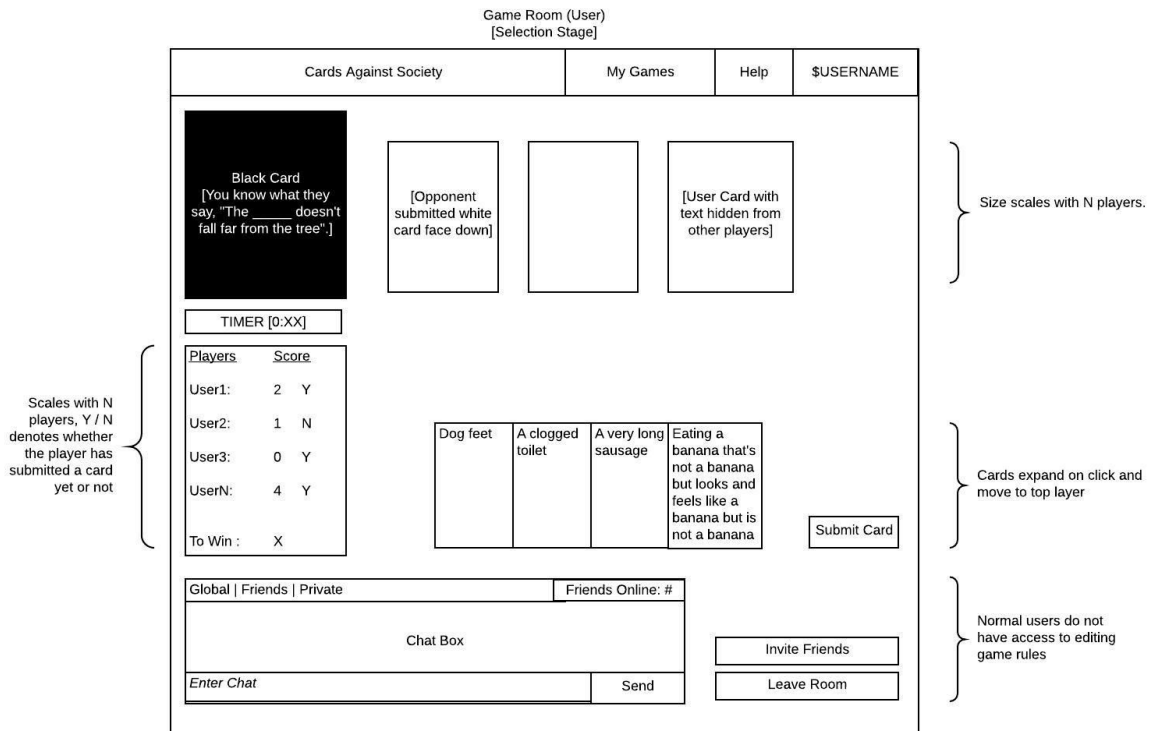 Game Room (User)
[Selection Stage]
Cards Against Society
My Games
Help
$USERNAME
Black Card
[You know what they
say, "The _____ doesn't
fall far from the tree".]
[Opponent
submitted white
card face down]
[User Card with
text hidden from
other players]
Size scales with N players.
TIMER [0:XX]
Players Score
User1: 2 Y
User2: 1 N
User3: 0 Y
UserN: 4 Y
To Win : X
Scales with N
players, Y / N
denotes whether
the player has
submitted a card
yet or not
Dog feet
A clogged
toilet
A very long
sausage
Eating a
banana that's
not a banana
but looks and
feels like a
banana but is
not a banana
Submit Card
Cards expand on click and
move to top layer
Global | Friends | Private
Friends Online: #
Chat Box
Enter Chat
Send
Invite Friends
Leave Room
Normal users do not
have access to editing
game rules